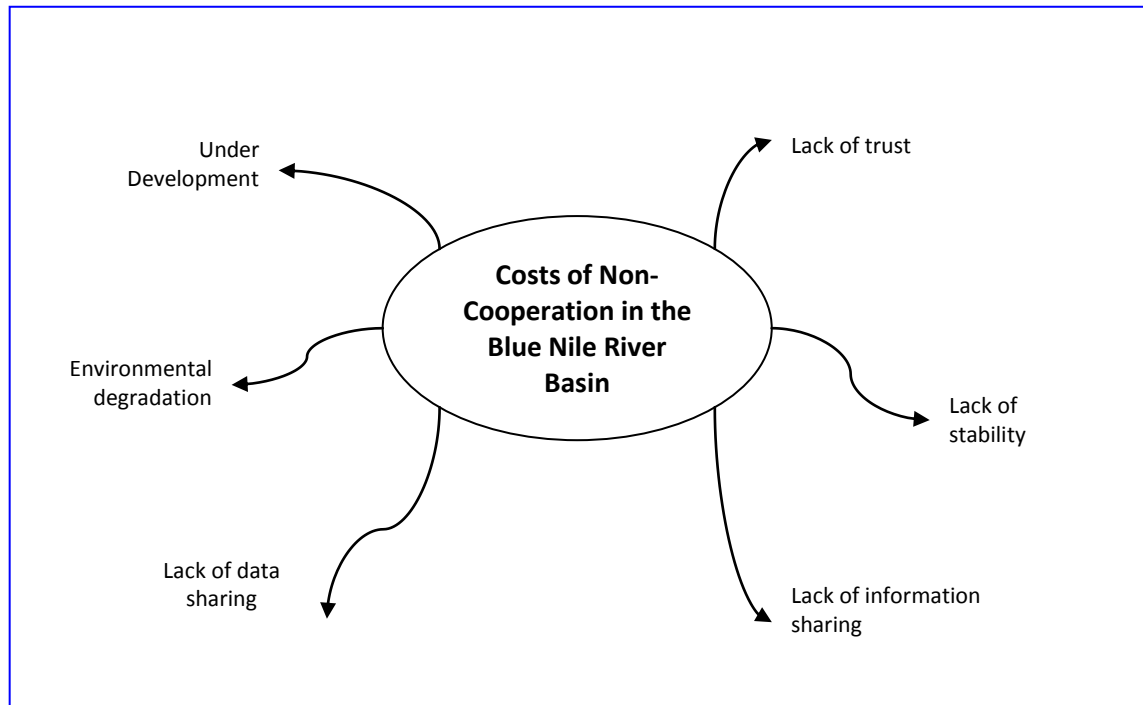 Under
Development
Lack of trust
Costs of Non-
Cooperation in the
Blue Nile River
Basin
Environmental
degradation
Lack of
stability
Lack of data
sharing
Lack of information
sharing